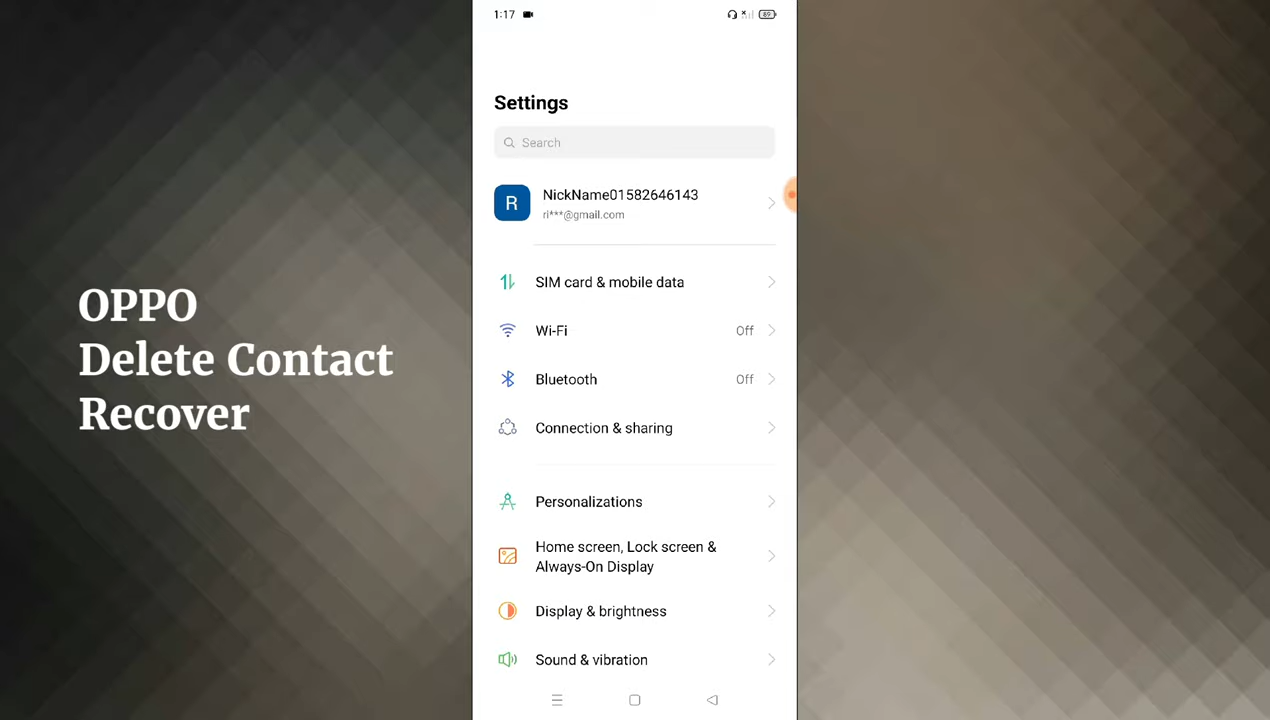 1:17
89
Settings
Search
R
NickName01582646143
ri***@gmail.com
SIM card & mobile data
Wi-Fi Off
Bluetooth Off
Connection & sharing
Personalizations
Home screen, Lock screen &
Always-On Display
Display & brightness
Sound & vibration
OPPO
Delete Contact
Recover